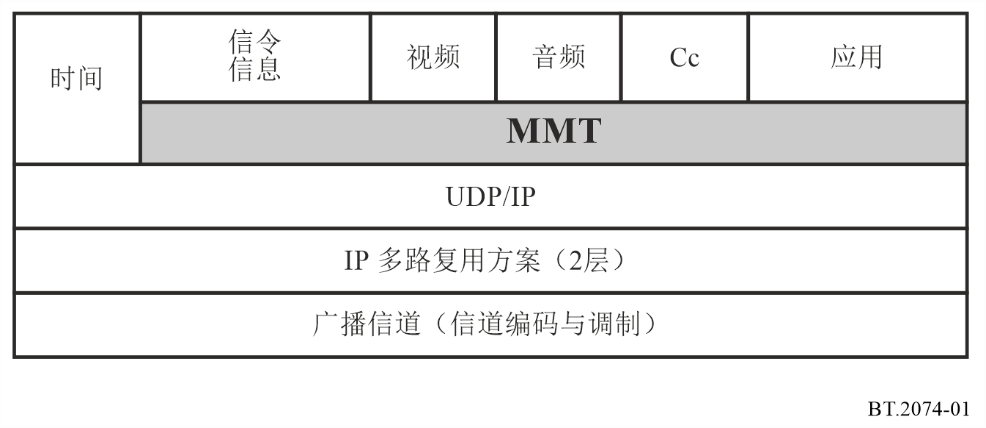 时间
信令
信息
视频
音频
Cc
应用
MMT
UDP/IP
IP 多路复用方案（2层）
广播信道（信道编码与调制）
BT.2074-01